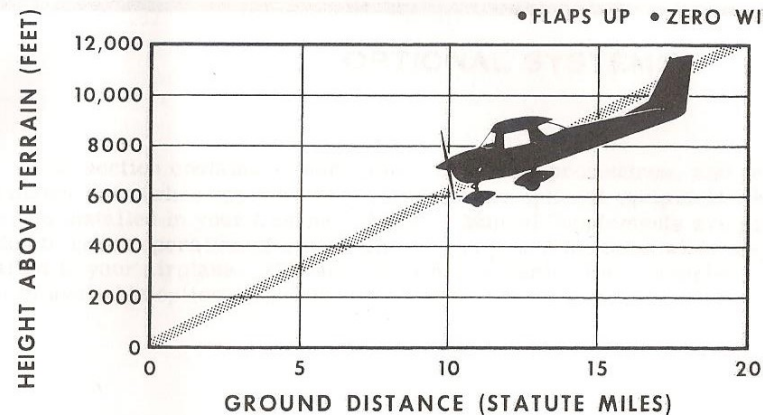 •FLAPS UP •ZERO WI
HEIGHT ABOVE TERRAIN (FEET)
12,000
10,000
8000
6000
4000
2000
0
0 5 10 15 20
GROUND DISTANCE (STATUTE MILES)